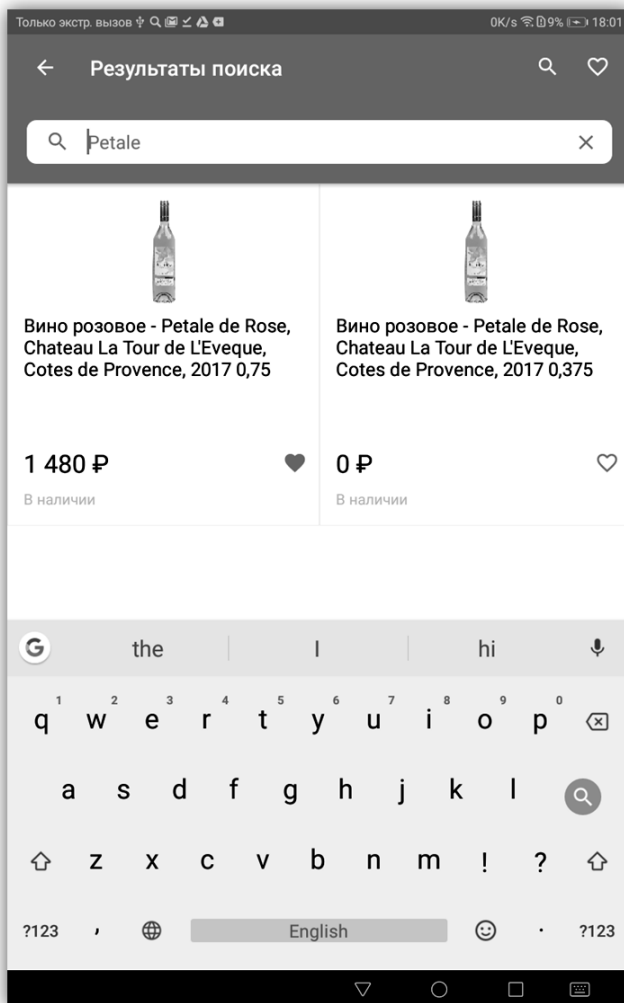 Только экстр. вызов 0K/s 9% 18:01
Результаты поиска
Petale
Вино розовое - Petale de Rose,
Chateau La Tour de L'Eveque,
Cotes de Provence, 2017 0,75
1 480 ₽
В наличии
Вино розовое - Petale de Rose,
Chateau La Tour de L'Eveque,
Cotes de Provence, 2017 0,375
0 ₽
В наличии
G the I hi
1 2 3 4 5 6 7 8 9 0
q w e r t y u i o p
a s d f g h j k l
z x c v b n m ! ?
?123 , English . ?123